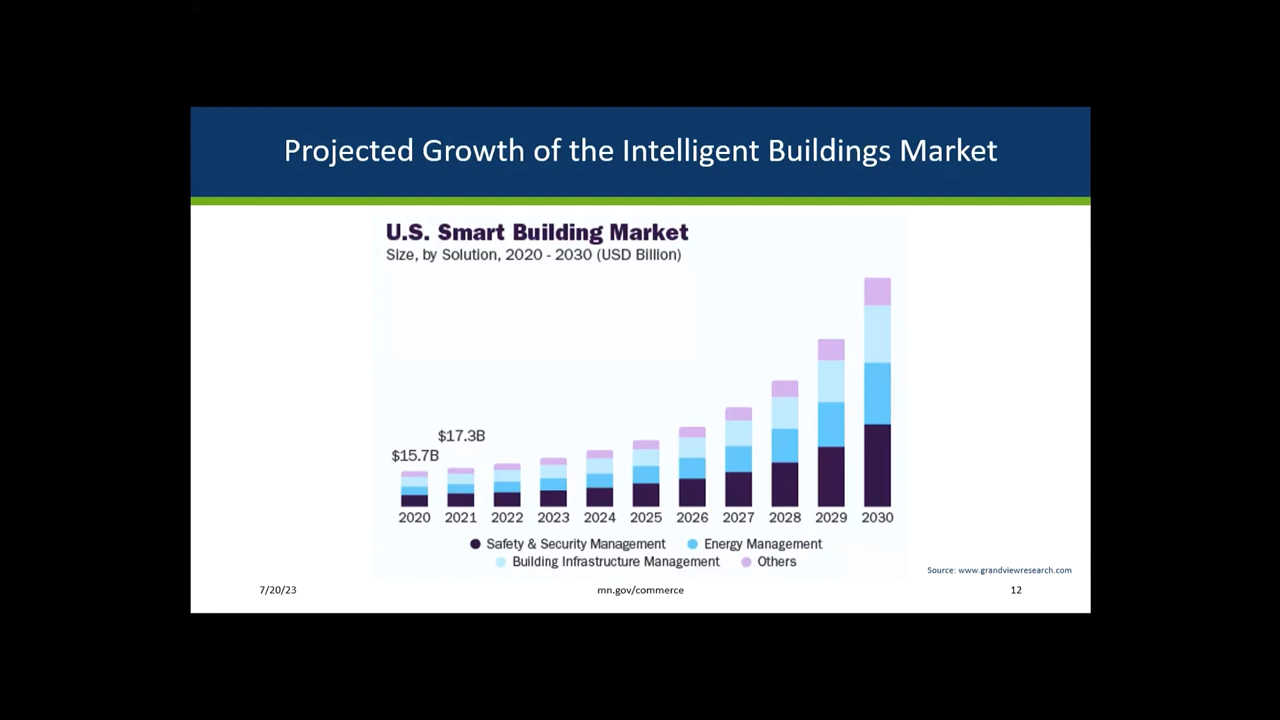 Projected Growth of the Intelligent Buildings Market
U.S. Smart Building Market
Size, by Solution, 2020 - 2030 (USD Billion)
$17.3B
$15.7B
2020 2021 2022 2023 2024 2025 2026 2027 2028 2029 2030
Safety & Security Management Energy Management
Building Infrastructure Management Others
Source: www.grandviewresearch.com
7/20/23 mn.gov/commerce 12